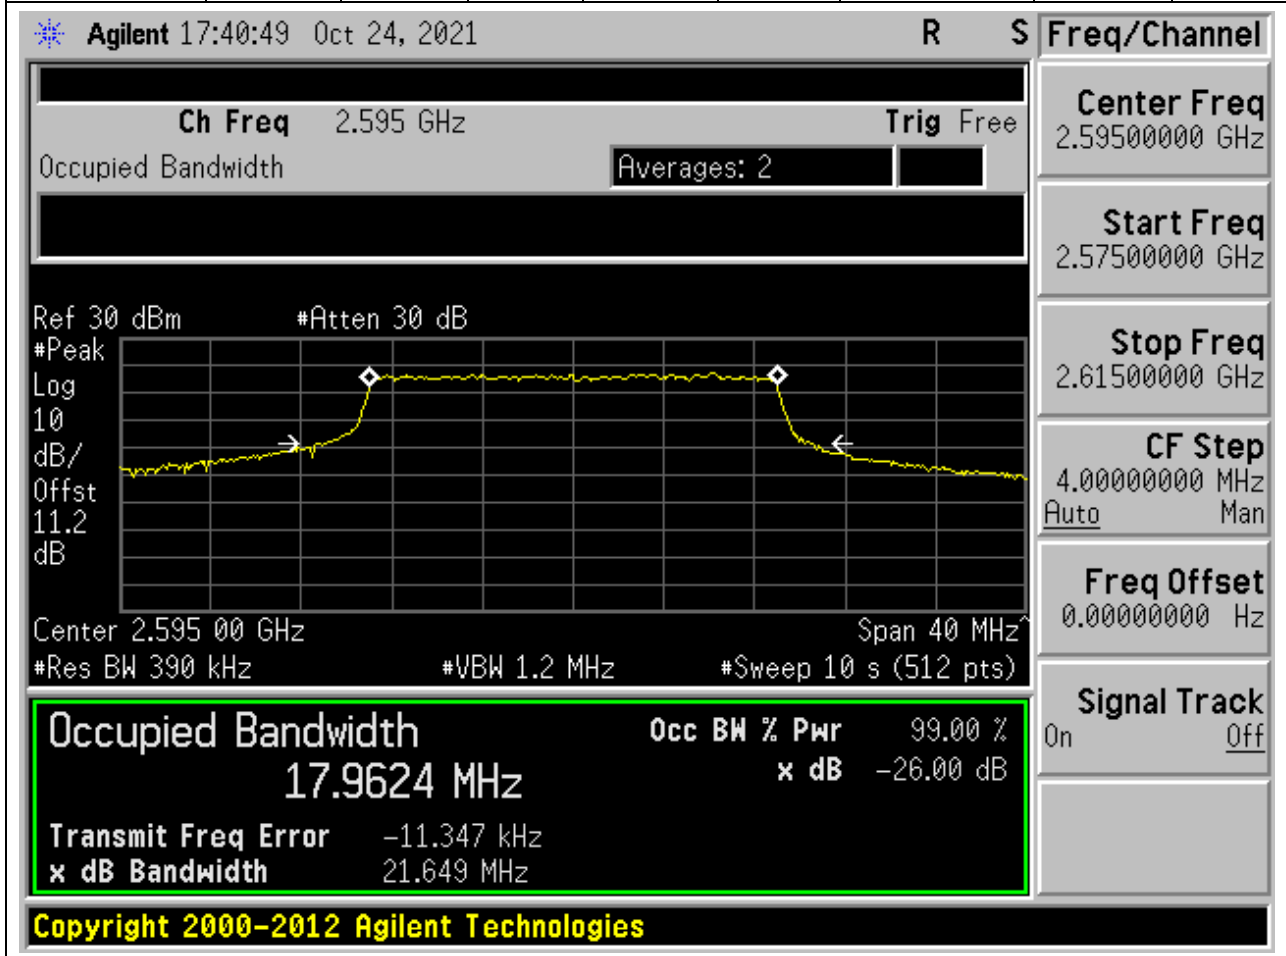 Agilent 17:40:49 Oct 24, 2021 R S
Ch Freq 2.595 GHz Trig Free
Occupied Bandwidth Averages: 2
Ref 30 dBm #Atten 30 dB
#Peak
Log
10
dB/
Offst
11.2
dB
Center 2.595 00 GHz Span 40 MHz^
#Res BW 390 kHz #VBW 1.2 MHz #Sweep 10 s (512 pts)
Occupied Bandwidth Occ BW % Pwr 99.00 %
17.9624 MHz x dB -26.00 dB
Transmit Freq Error -11.347 kHz
x dB Bandwidth 21.649 MHz
Copyright 2000-2012 Agilent Technologies
Freq/Channel
Center Freq
2.59500000 GHz
Start Freq
2.57500000 GHz
Stop Freq
2.61500000 GHz
CF Step
4.00000000 MHz
Auto Man
Freq Offset
0.00000000 Hz
Signal Track
On Off